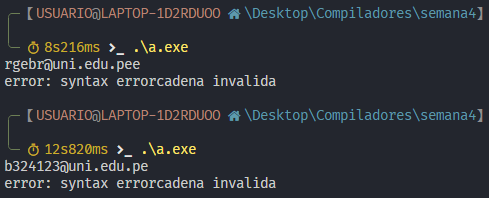 [USUARIO@LAPTOP-1D2RDUOO \Desktop\Compiladores\semana4]
8s216ms >_ .\a.exe
rgebr@uni.edu.pee
error: syntax errorcadena invalida
[USUARIO@LAPTOP-1D2RDUOO \Desktop\Compiladores\semana4]
12s820ms >_ .\a.exe
b324123@uni.edu.pe
error: syntax errorcadena invalida